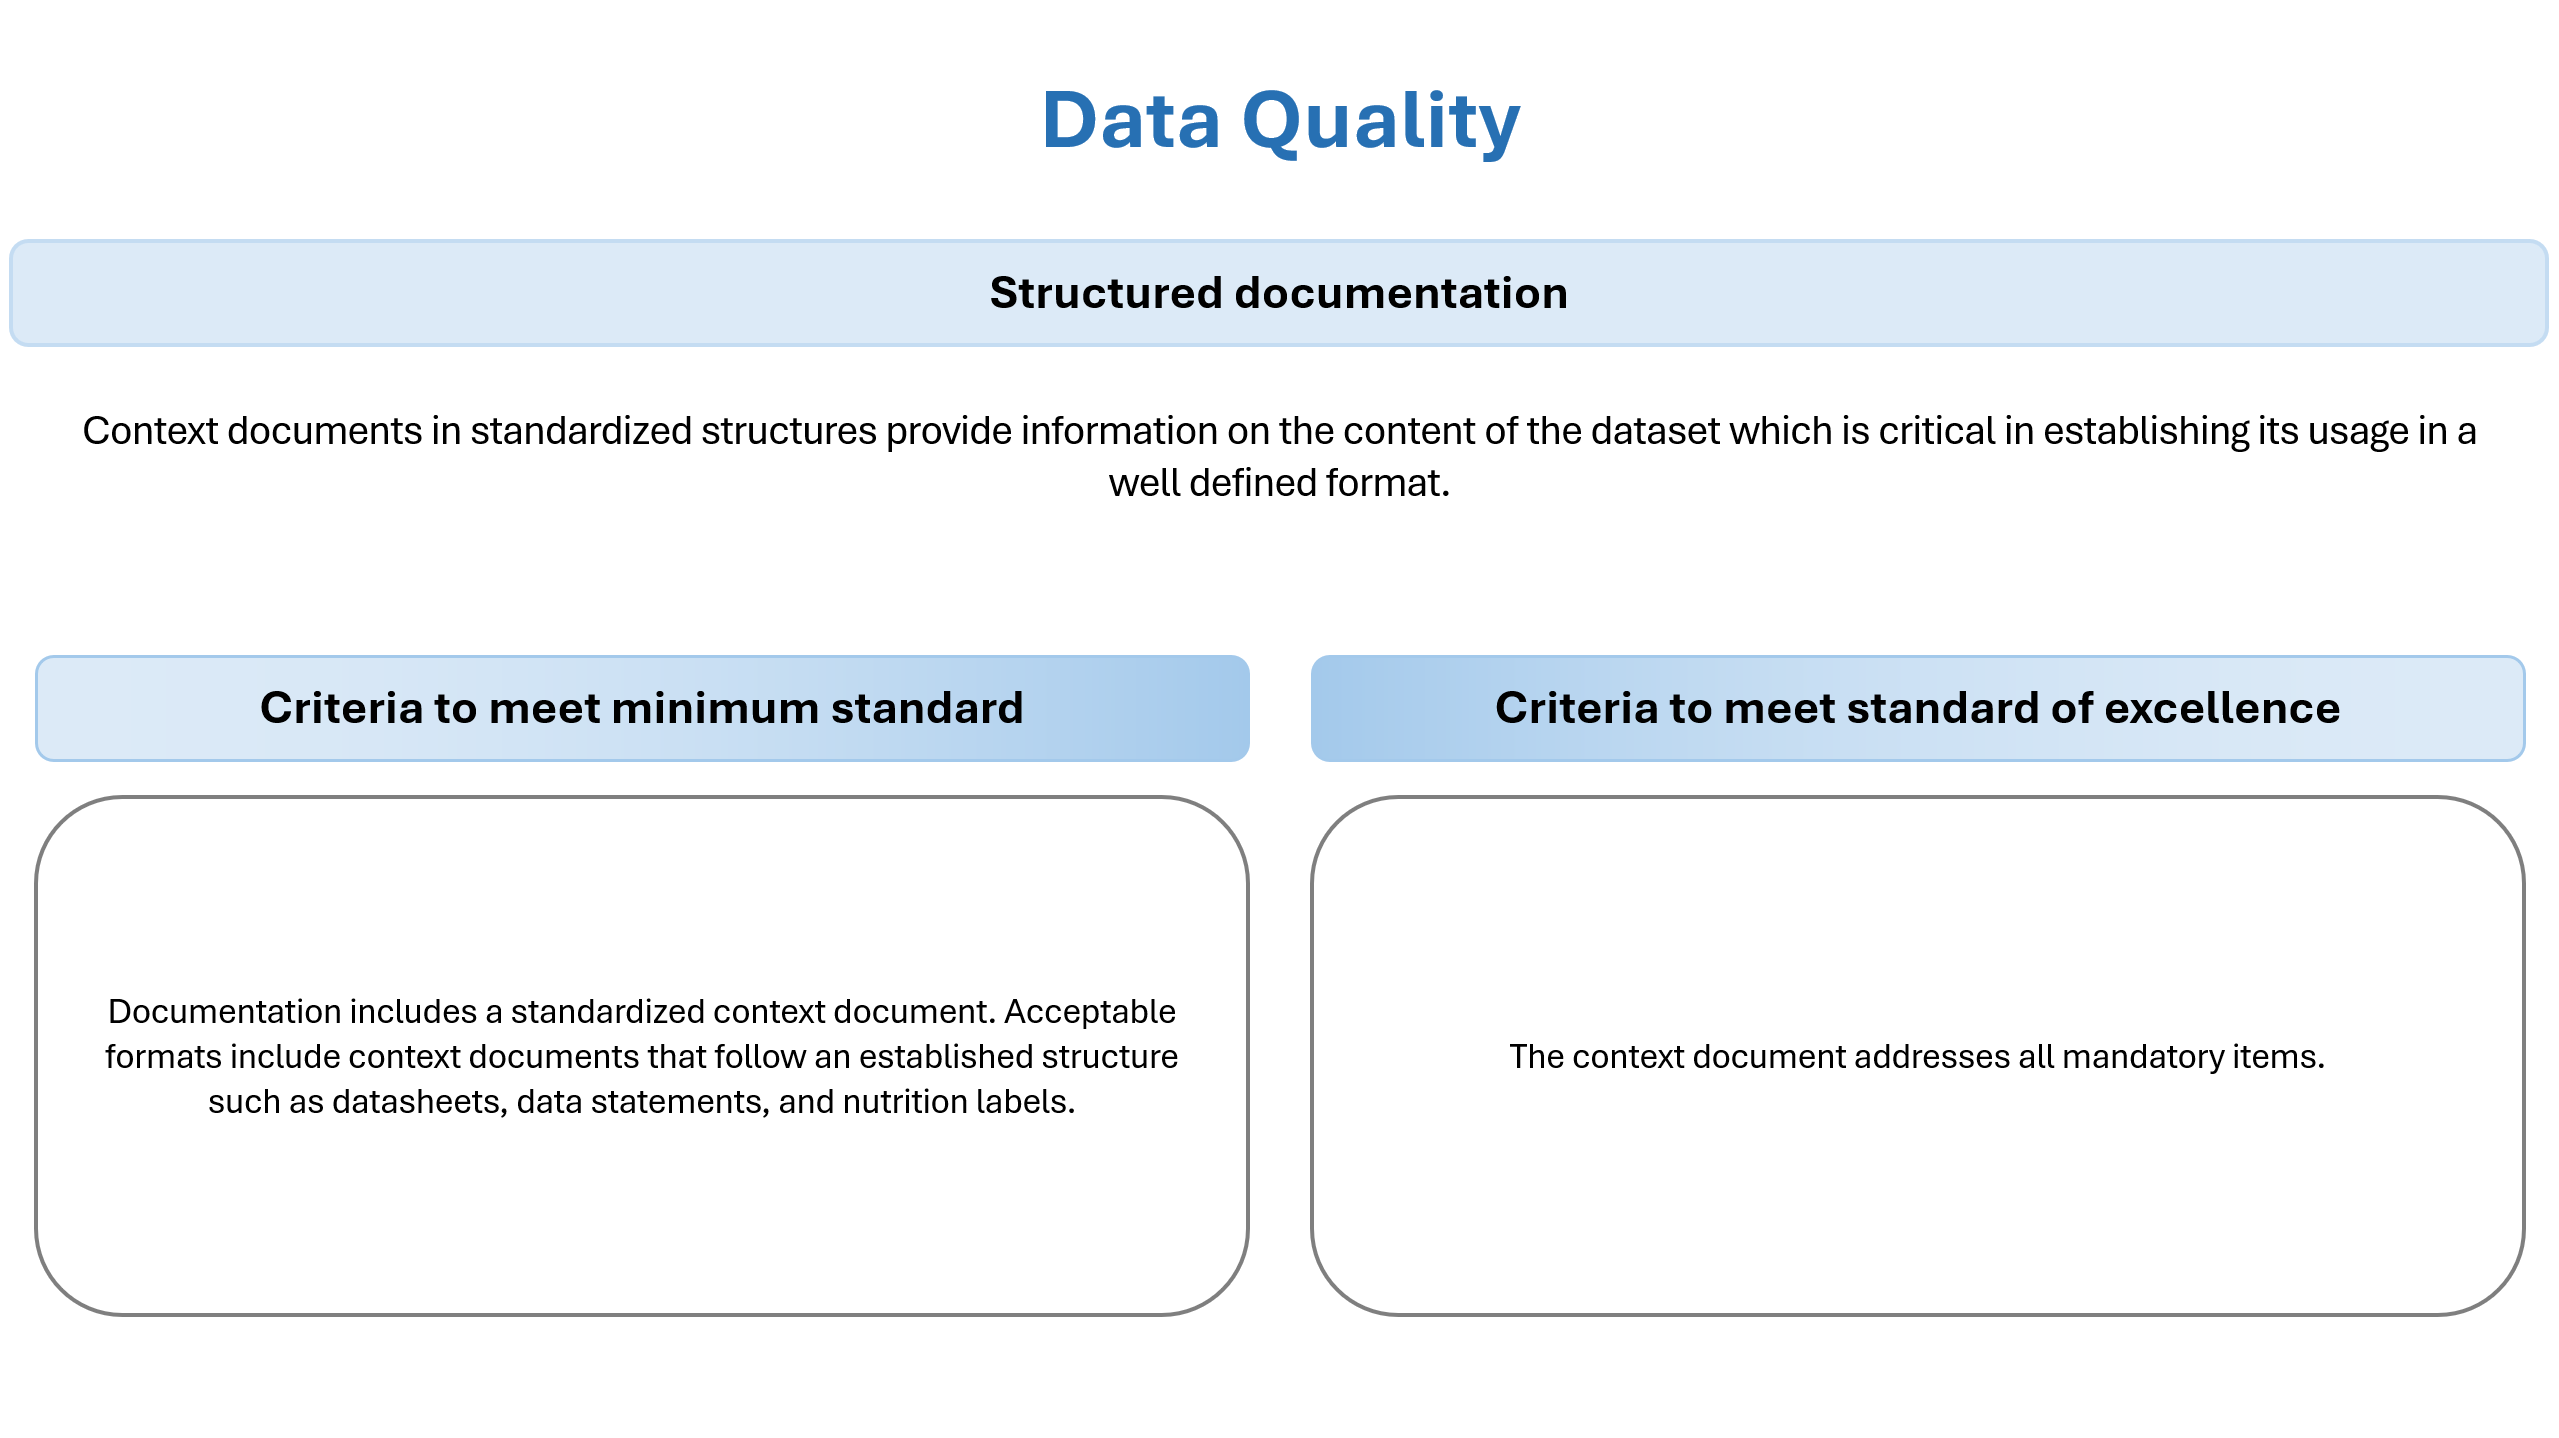 Data Quality
Structured documentation
Context documents in standardized structures provide information on the content of the dataset which is critical in establishing its usage in a
well defined format.
Criteria to meet minimum standard
Documentation includes a standardized context document. Acceptable
formats include context documents that follow an established structure
such as datasheets, data statements, and nutrition labels.
Criteria to meet standard of excellence
The context document addresses all mandatory items.